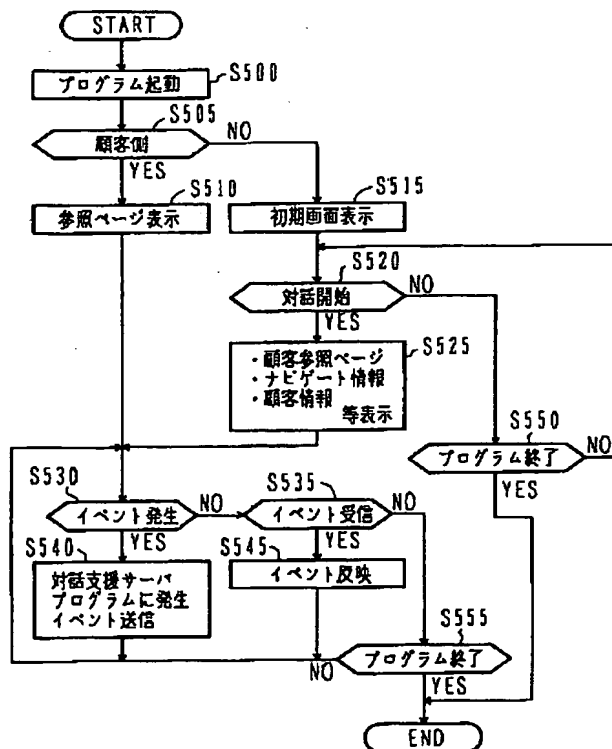 START
S500
プログラム起動
S505
顧客側
NO
YES
S510
参照ページ表示
S515
初期画面表示
S520
対話開始
NO
YES
S525
・顧客参照ページ
・ナビゲート情報
・顧客情報
等表示
S550
プログラム終了
NO
YES
S530
イベント発生
NO
YES
S535
イベント受信
NO
YES
S540
対話支援サーバ
プログラムに発生
イベント送信
S545
イベント反映
S555
プログラム終了
NO
YES
END